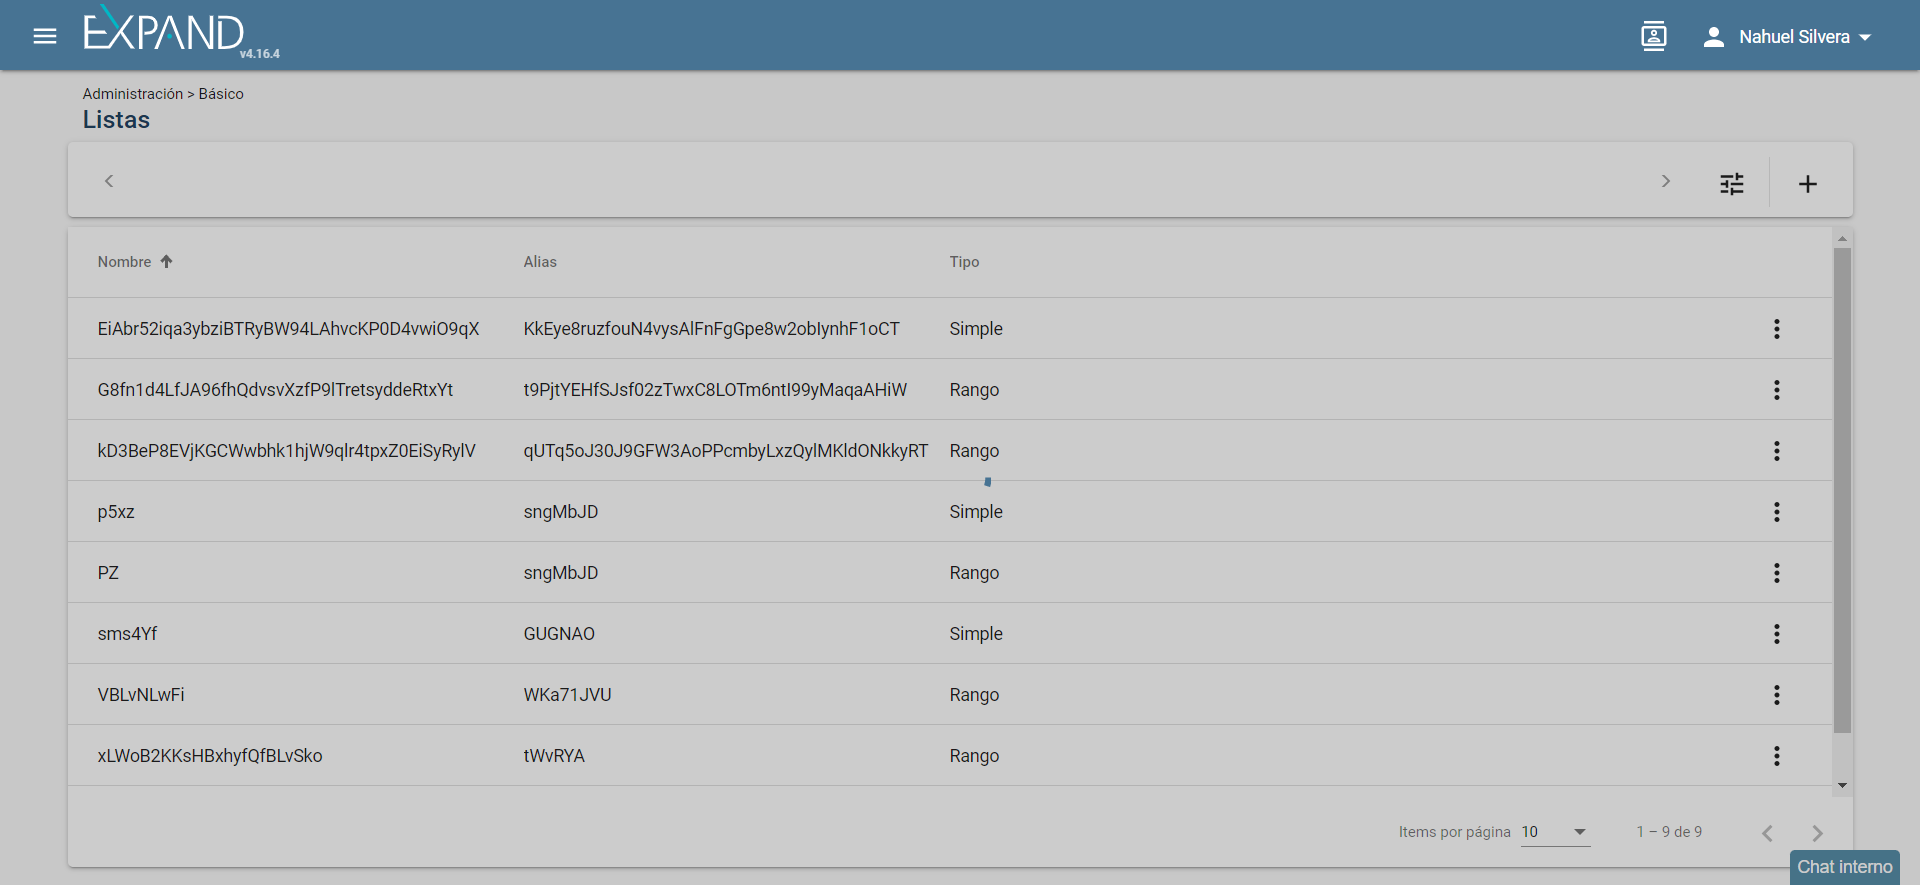 EXPAND
v4.16.4
Nahuel Silvera
Administración > Básico
Listas
Nombre Alias Tipo
EiAbr52iqa3ybziBTRyBW94LAhvcKP0D4vwiO9qX KkEye8ruzfouN4vysAlFnFgGpe8w2obIynhF1oCT Simple
G8fn1d4LfJA96fhQdvsvXzfP9lTretsyddeRtxYt t9PjtYEHfSJsf02zTwxC8LOTm6ntI99yMaqaAHiW Rango
kD3BeP8EVjKGCWwbhk1hjW9qlr4tpxZ0EiSyRylV qUTq5oJ30J9GFW3AoPPcmbyLxzQylMKldONkkyRT Rango
p5xz sngMbJD Simple
PZ sngMbJD Rango
sms4Yf GUGNAO Simple
VBLvNLwFi WKa71JVU Rango
xLWoB2KKsHBxhyfQfBLvSko tWvRYA Rango
Items por página 10 1 – 9 de 9
Chat interno